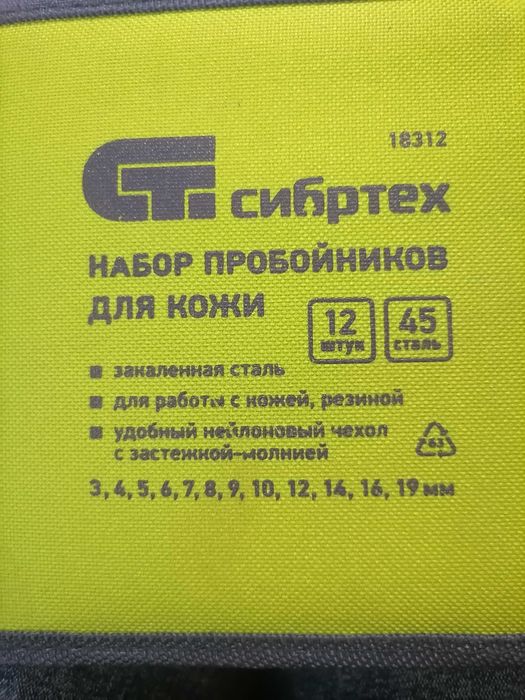 18312
СТ сибртех
НАБОР ПРОБОЙНИКОВ
ДЛЯ КОЖИ
12
штук
45
сталь
закаленная сталь
для работы с кожей, резиной
удобный нейлоновый чехол
с застежкой-молнией
63
3, 4, 5, 6, 7, 8, 9, 10, 12, 14, 16, 19 мм